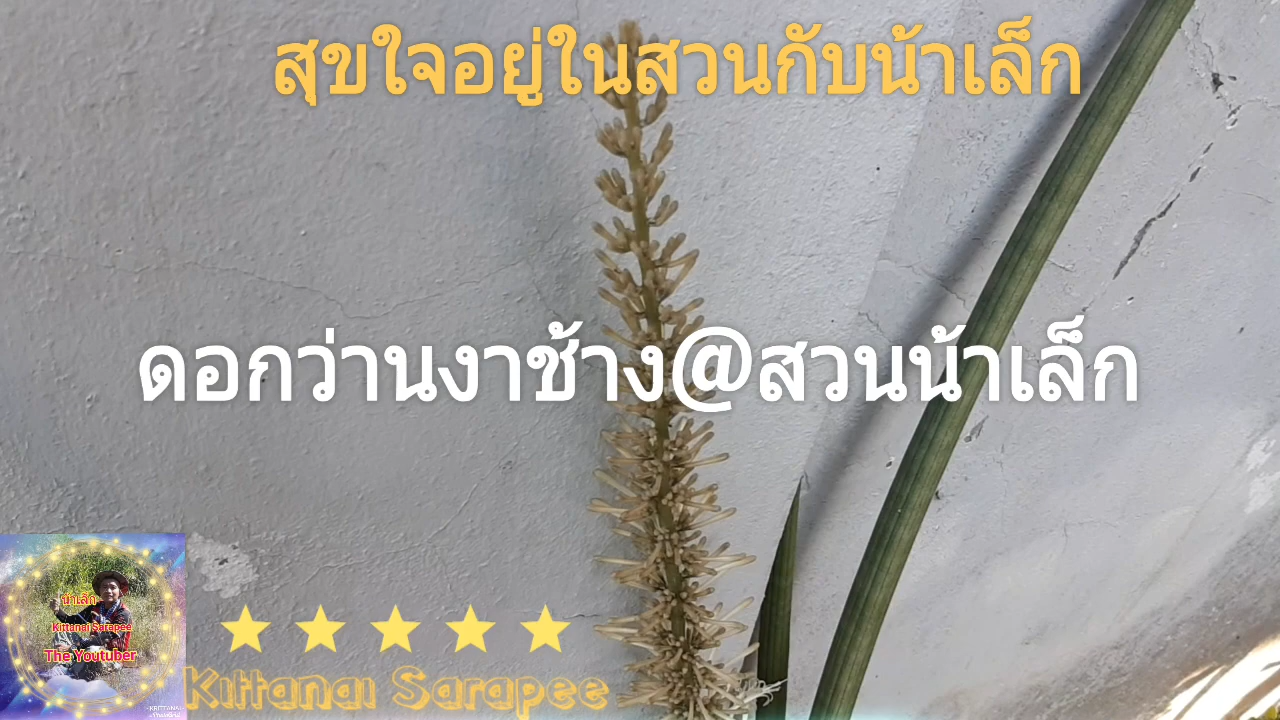 สุขใจอยู่ในสวนกับน้าเล็ก
ดอกว่านงาช้าง@สวนน้าเล็ก
น้าเล็ก
Kittanai Sarapee
The Youtuber
Kittanai Sarapee